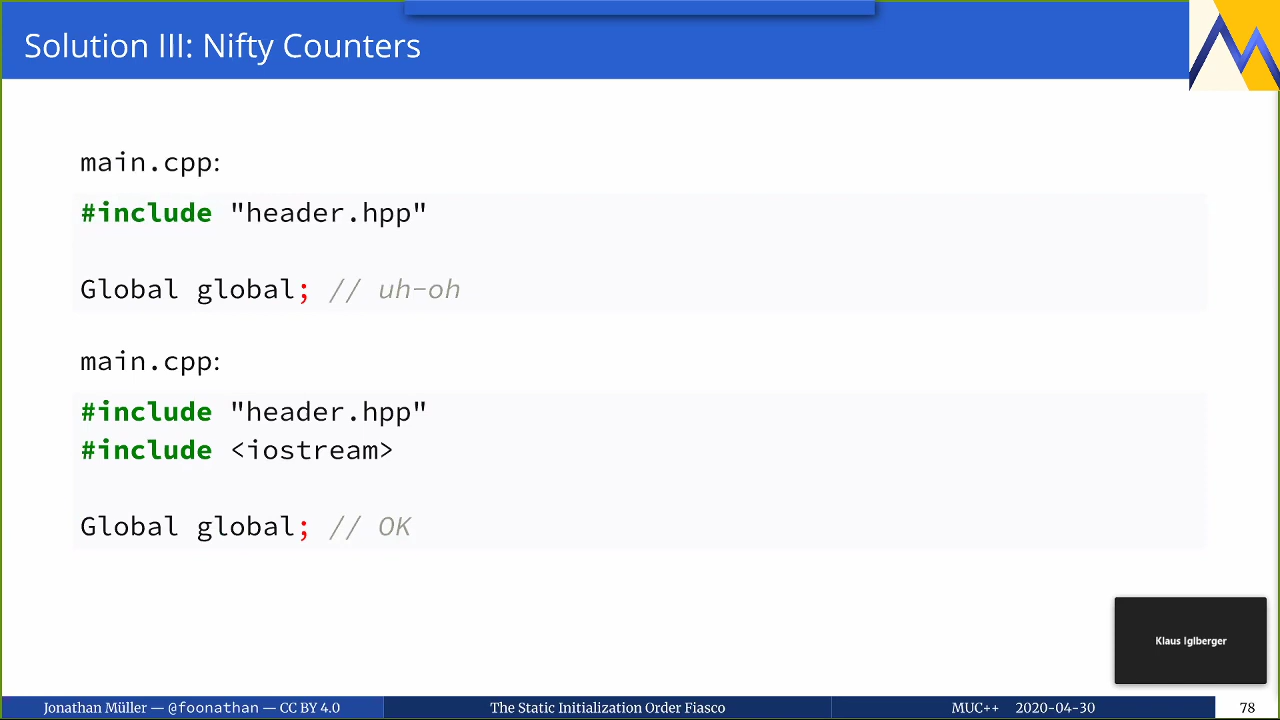 Solution III: Nifty Counters
main.cpp:
#include "header.hpp"
Global global; // uh-oh
main.cpp:
#include "header.hpp"
#include <iostream>
Global global; // OK
Klaus Iglberger
Jonathan Müller — @foonathan — CC BY 4.0
The Static Initialization Order Fiasco
MUC++ 2020-04-30
78